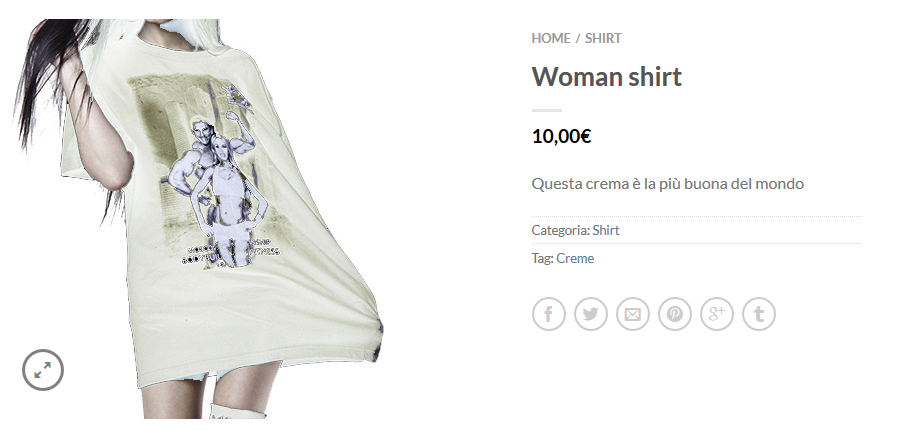 HOME / SHIRT
Woman shirt
10,00€
Questa crema è la più buona del mondo
Categoria: Shirt
Tag: Creme